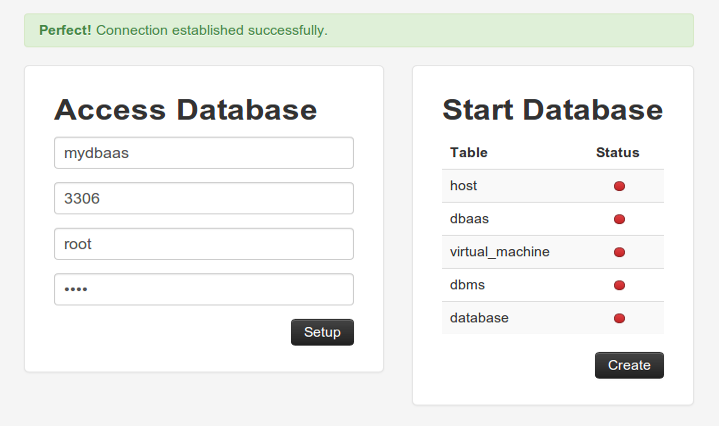 Perfect! Connection established successfully.
Access Database
mydbaas
3306
root
••••
Setup
Start Database
Table Status
host
dbaas
virtual_machine
dbms
database
Create